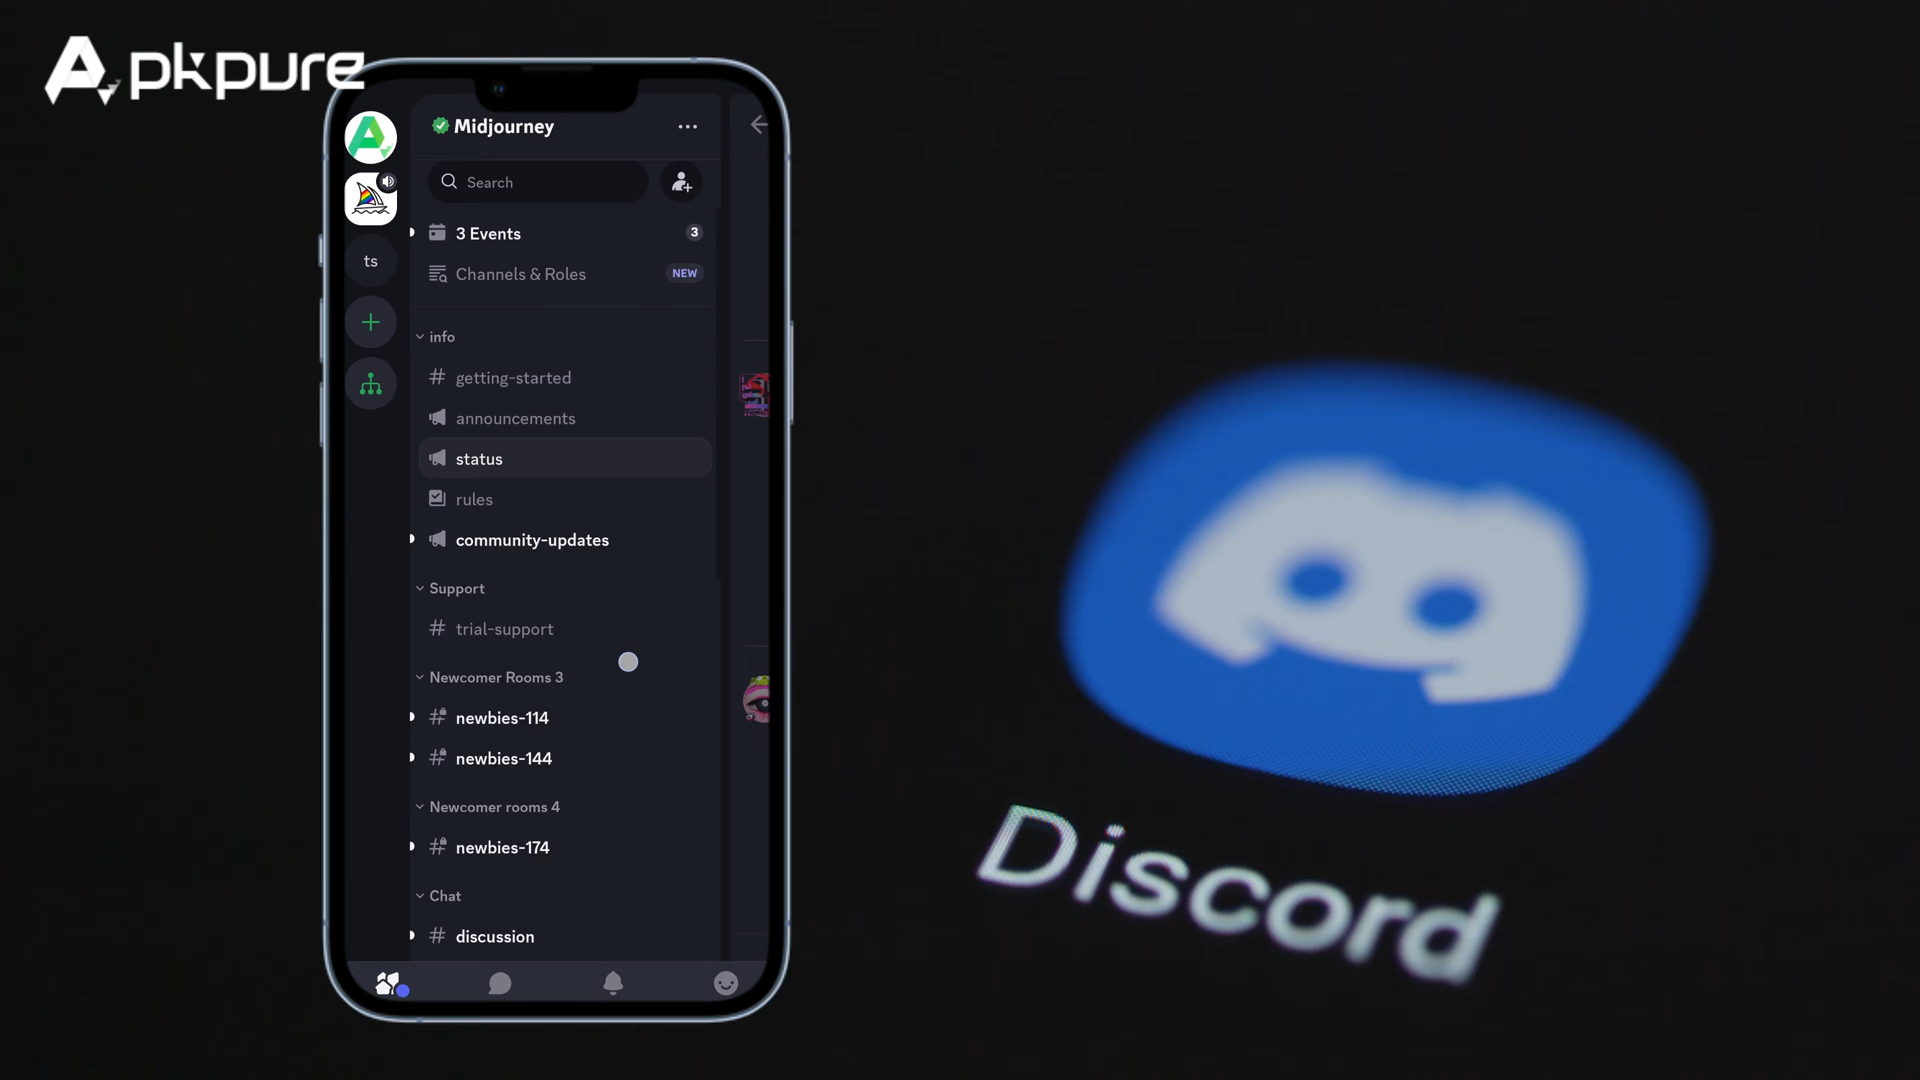 Apkpure
Midjourney
Search
3 Events
3
Channels & Roles
NEW
ts
info
getting-started
announcements
status
rules
community-updates
Support
trial-support
Newcomer Rooms 3
newbies-114
newbies-144
Newcomer rooms 4
newbies-174
Chat
discussion
Discord